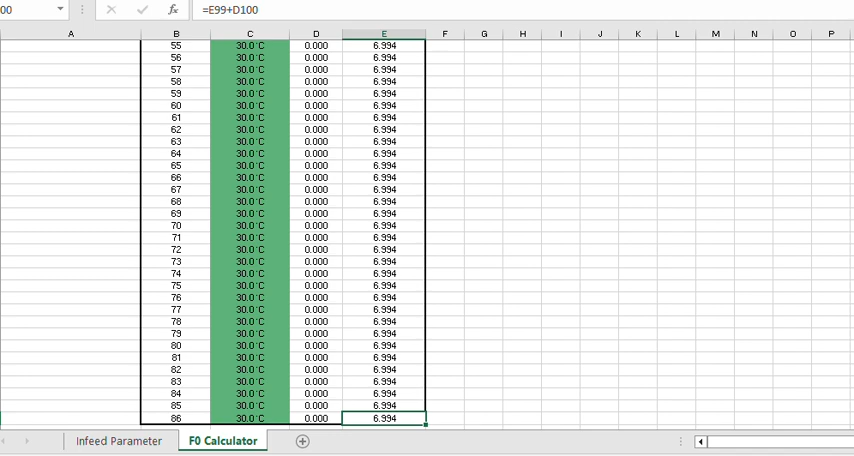 00 fx =E99+D100
A B C D E F G H I J K L M N O P
55 30.0°C 0.000 6.994
56 30.0°C 0.000 6.994
57 30.0°C 0.000 6.994
58 30.0°C 0.000 6.994
59 30.0°C 0.000 6.994
60 30.0°C 0.000 6.994
61 30.0°C 0.000 6.994
62 30.0°C 0.000 6.994
63 30.0°C 0.000 6.994
64 30.0°C 0.000 6.994
65 30.0°C 0.000 6.994
66 30.0°C 0.000 6.994
67 30.0°C 0.000 6.994
68 30.0°C 0.000 6.994
69 30.0°C 0.000 6.994
70 30.0°C 0.000 6.994
71 30.0°C 0.000 6.994
72 30.0°C 0.000 6.994
73 30.0°C 0.000 6.994
74 30.0°C 0.000 6.994
75 30.0°C 0.000 6.994
76 30.0°C 0.000 6.994
77 30.0°C 0.000 6.994
78 30.0°C 0.000 6.994
79 30.0°C 0.000 6.994
80 30.0°C 0.000 6.994
81 30.0°C 0.000 6.994
82 30.0°C 0.000 6.994
83 30.0°C 0.000 6.994
84 30.0°C 0.000 6.994
85 30.0°C 0.000 6.994
86 30.0°C 0.000 6.994
Infeed Parameter F0 Calculator